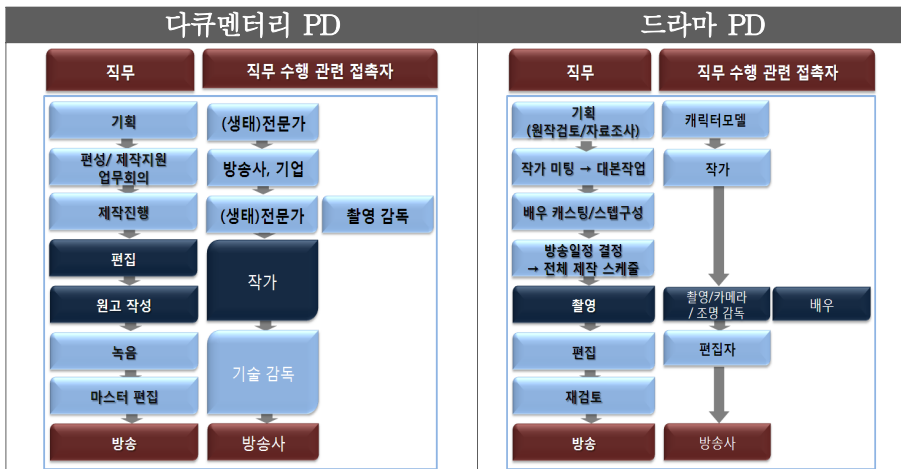 다큐멘터리 PD
직무
직무 수행 관련 접촉자
기획
(생태)전문가
편성/ 제작지원
업무회의
방송사, 기업
제작진행
(생태)전문가
촬영 감독
편집
작가
원고 작성
녹음
기술 감독
마스터 편집
방송
방송사
드라마 PD
직무
직무 수행 관련 접촉자
기획
(원작검토/자료조사)
캐릭터모델
작가 미팅 → 대본작업
작가
배우 캐스팅/스텝구성
방송일정 결정
→ 전체 제작 스케줄
촬영
촬영/카메라
/ 조명 감독
배우
편집
편집자
재검토
방송
방송사